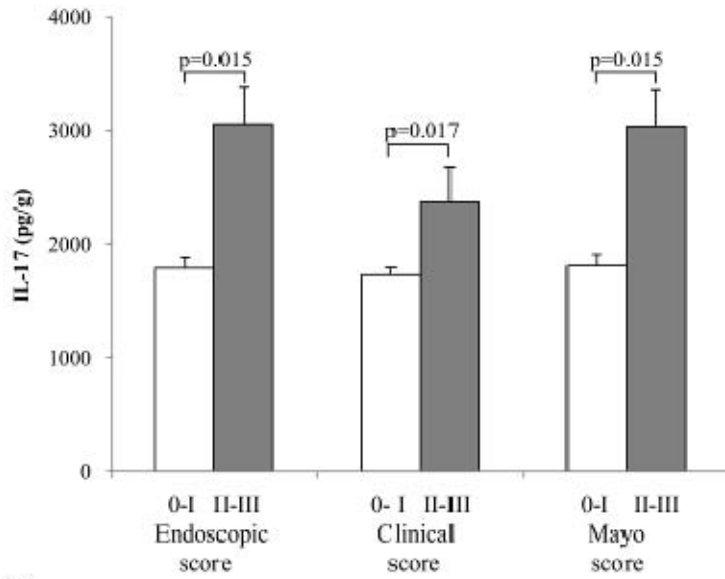 4000
p=0.015
p=0.015
3000
p=0.017
IL-17 (pg/g)
2000
1000
0
0-I II-III
0- 1 II-III
0-I II-III
Endoscopic
score
Clinical
score
Mayo
score